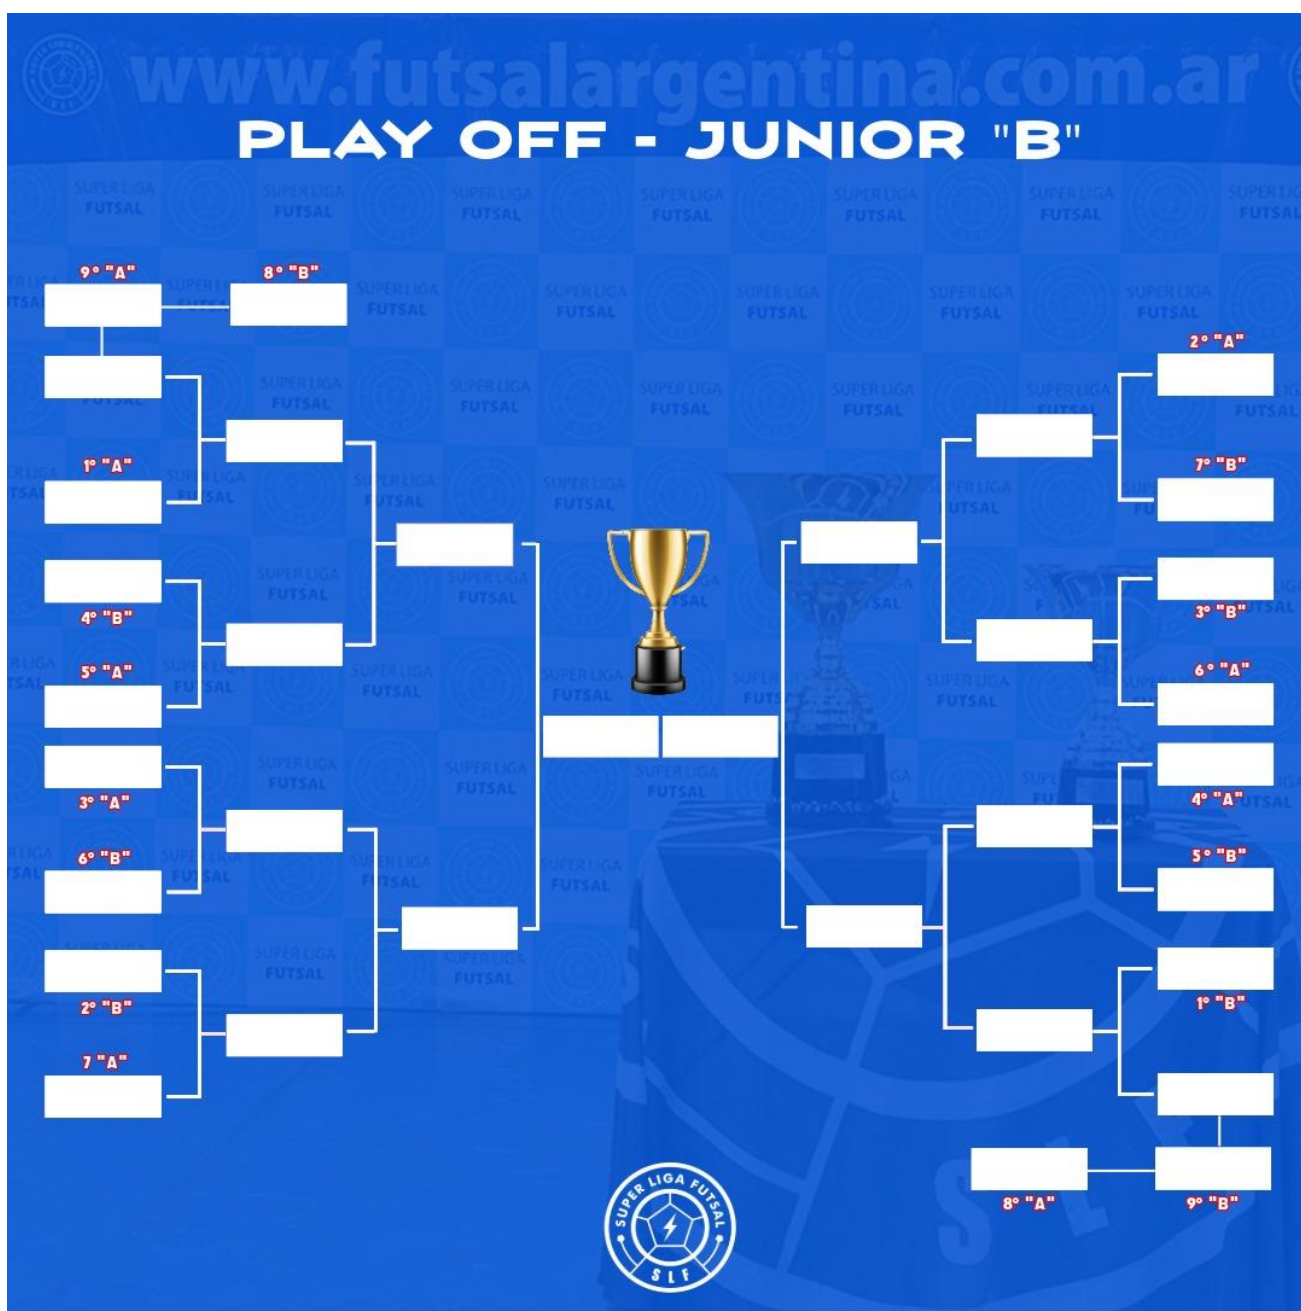 www.futsalargentina.com.ar
PLAY OFF - JUNIOR "B"
9° "A"
8° "B"
1° "A"
4° "B"
5° "A"
3° "A"
6° "B"
2° "B"
7 "A"
2° "A"
7° "B"
3° "B"
6° "A"
4° "A"
5° "B"
1° "B"
8° "A"
9° "B"
SUPER LIGA FUTSAL
SLF